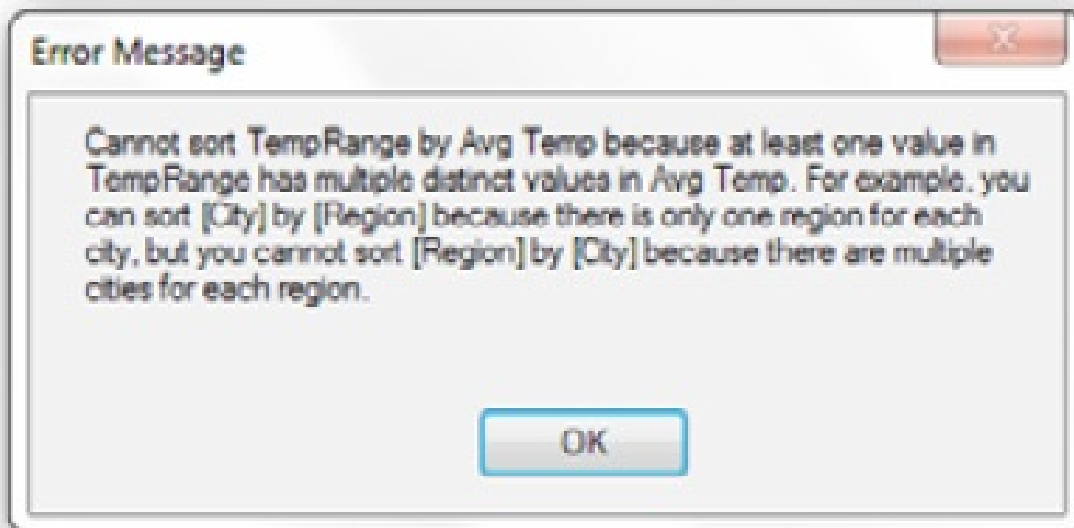 Error Message
Cannot sort TempRange by Avg Temp because at least one value in
TempRange has multiple distinct values in Avg Temp. For example, you
can sort [City] by [Region] because there is only one region for each
city, but you cannot sort [Region] by [City] because there are multiple
cities for each region.
OK